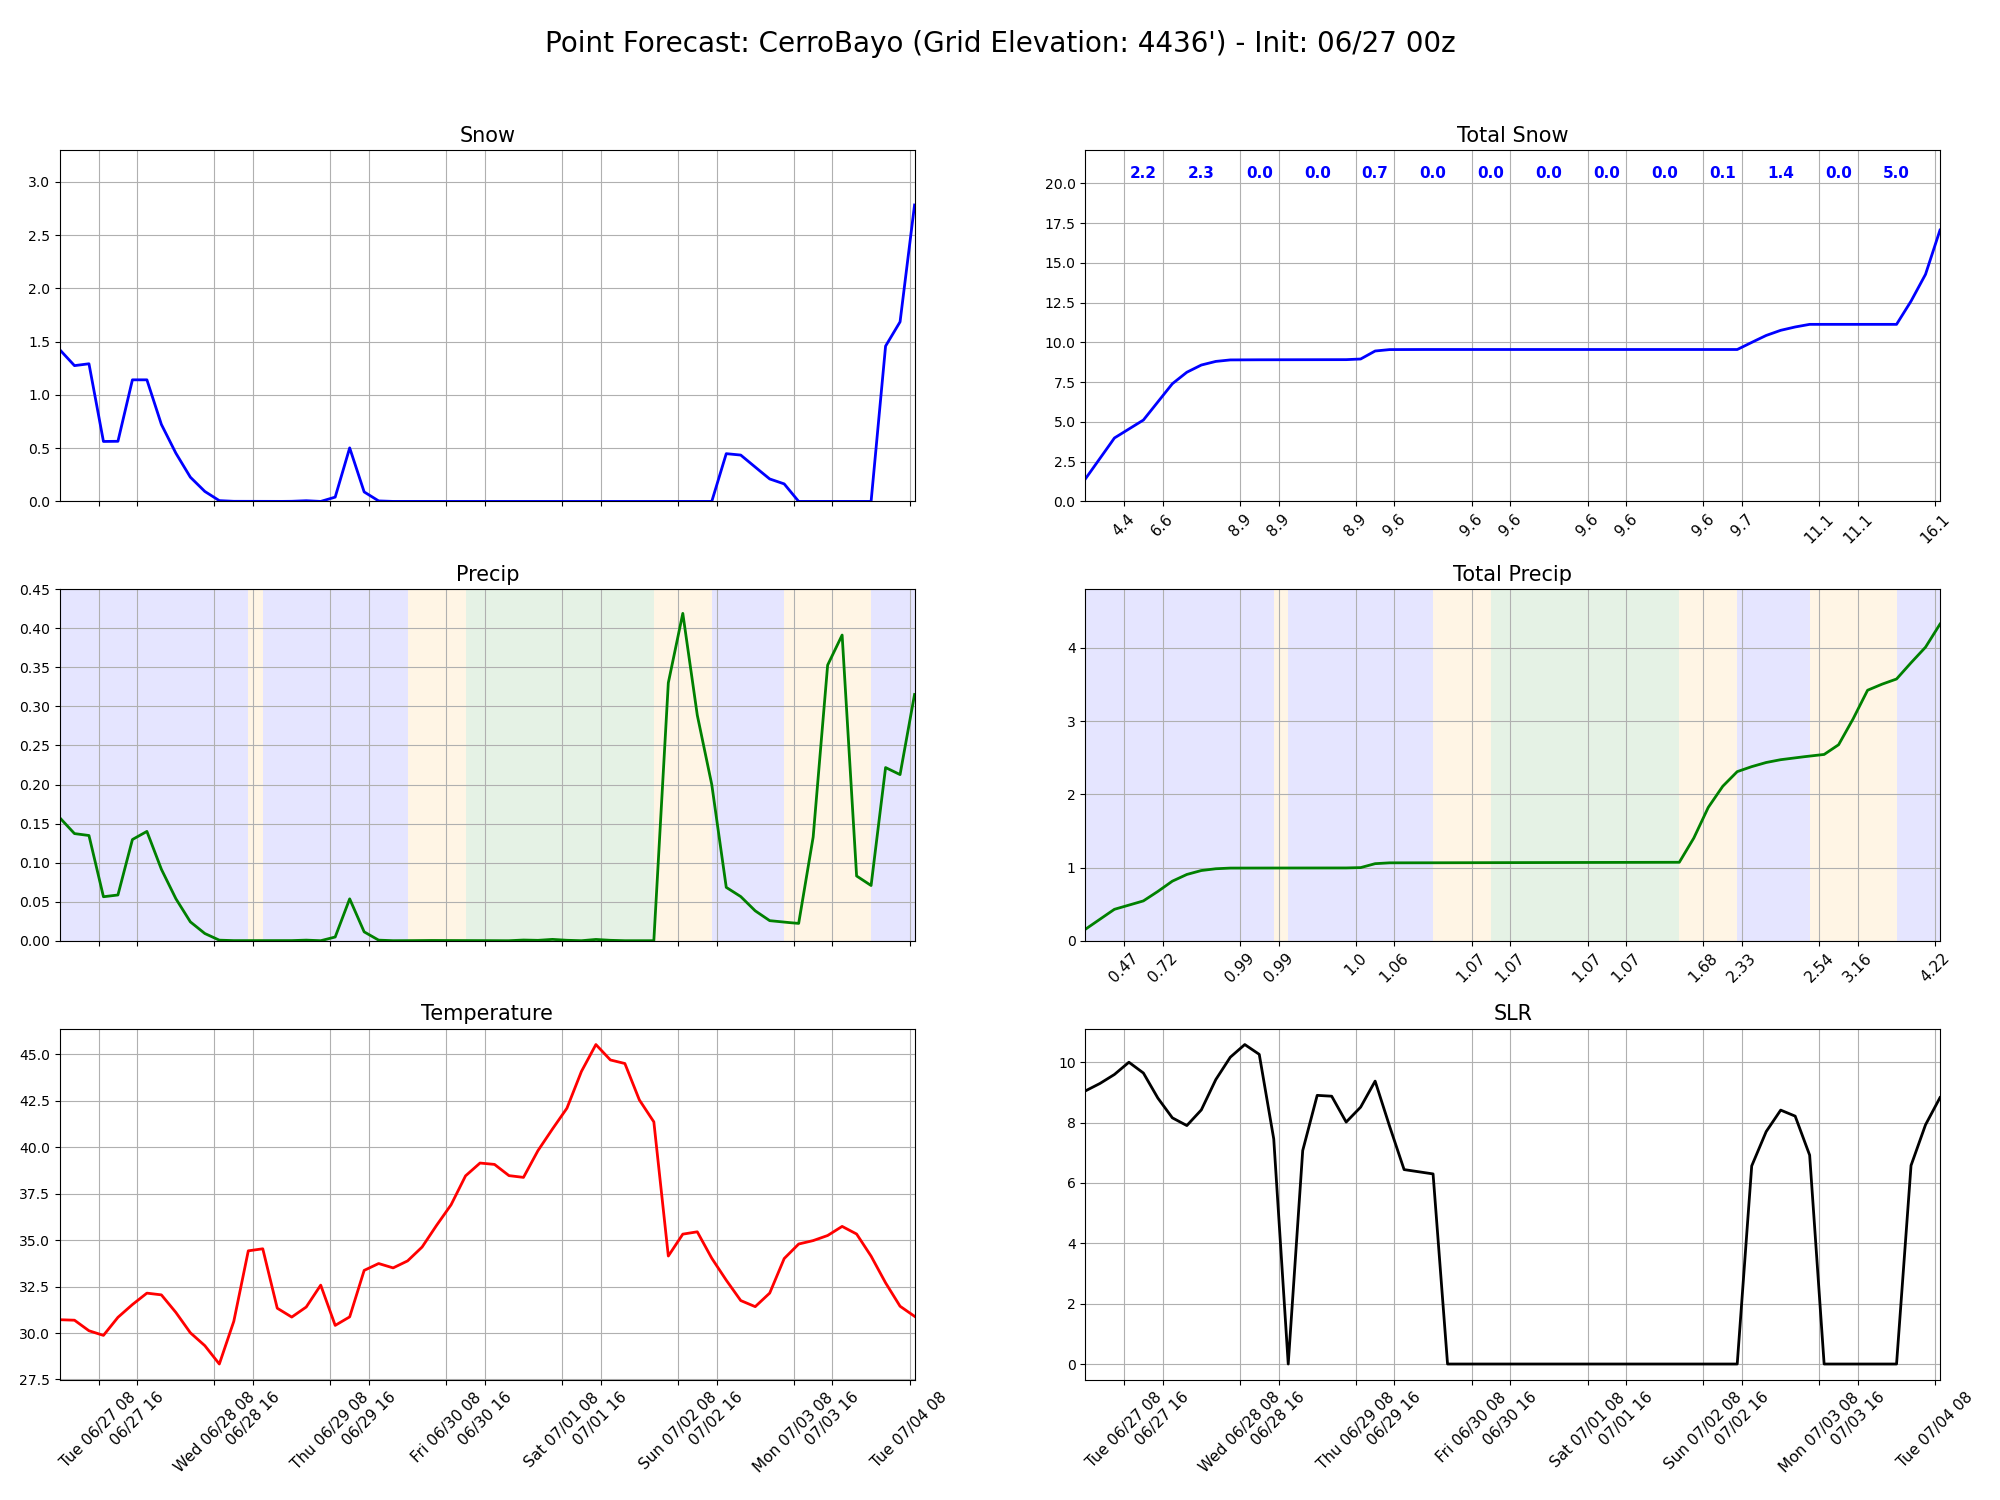 Point Forecast: CerroBayo (Grid Elevation: 4436') - Init: 06/27 00z
Snow
3.0
2.5
2.0
1.5
1.0
0.5
0.0
Total Snow
2.2 2.3 0.0 0.0 0.7 0.0 0.0 0.0 0.0 0.0 0.1 1.4 0.0 5.0
20.0
17.5
15.0
12.5
10.0
7.5
5.0
2.5
0.0
4.4 6.6 8.9 8.9 8.9 9.6 9.6 9.6 9.6 9.6 9.6 9.7 11.1 11.1 16.1
Precip
0.45
0.40
0.35
0.30
0.25
0.20
0.15
0.10
0.05
0.00
Total Precip
4
3
2
1
0
0.47 0.72 0.99 0.99 1.0 1.06 1.07 1.07 1.07 1.07 1.68 2.33 2.54 3.16 4.22
Temperature
45.0
42.5
40.0
37.5
35.0
32.5
30.0
27.5
Tue 06/27 08
06/27 16
Wed 06/28 08
06/28 16
Thu 06/29 08
06/29 16
Fri 06/30 08
06/30 16
Sat 07/01 08
07/01 16
Sun 07/02 08
07/02 16
Mon 07/03 08
07/03 16
Tue 07/04 08
SLR
10
8
6
4
2
0
Tue 06/27 08
06/27 16
Wed 06/28 08
06/28 16
Thu 06/29 08
06/29 16
Fri 06/30 08
06/30 16
Sat 07/01 08
07/01 16
Sun 07/02 08
07/02 16
Mon 07/03 08
07/03 16
Tue 07/04 08